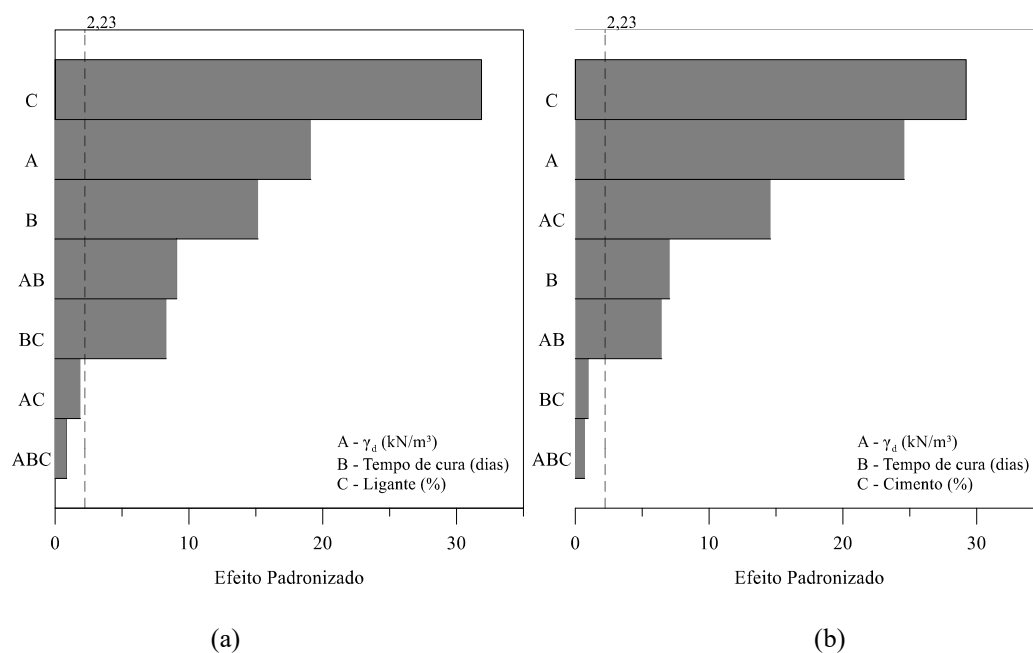 2,23
C
A
B
AB
BC
AC
ABC
A - γd (kN/m³)
B - Tempo de cura (dias)
C - Ligante (%)
0 10 20 30
Efeito Padronizado
(a)
2,23
C
A
AC
B
AB
BC
ABC
A - γd (kN/m³)
B - Tempo de cura (dias)
C - Cimento (%)
0 10 20 30
Efeito Padronizado
(b)